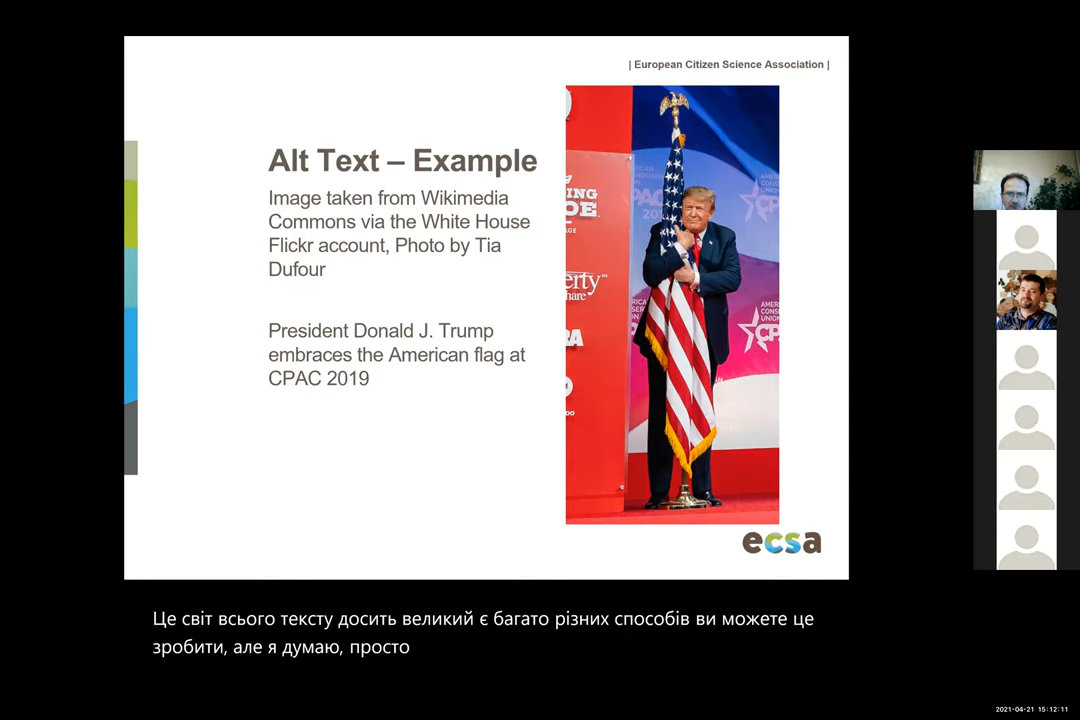 | European Citizen Science Association |
Alt Text – Example
Image taken from Wikimedia
Commons via the White House
Flickr account, Photo by Tia
Dufour
President Donald J. Trump
embraces the American flag at
CPAC 2019
ecsa
Це світ всього тексту досить великий є багато різних способів ви можете це
зробити, але я думаю, просто
2021-04-21 15:12:11